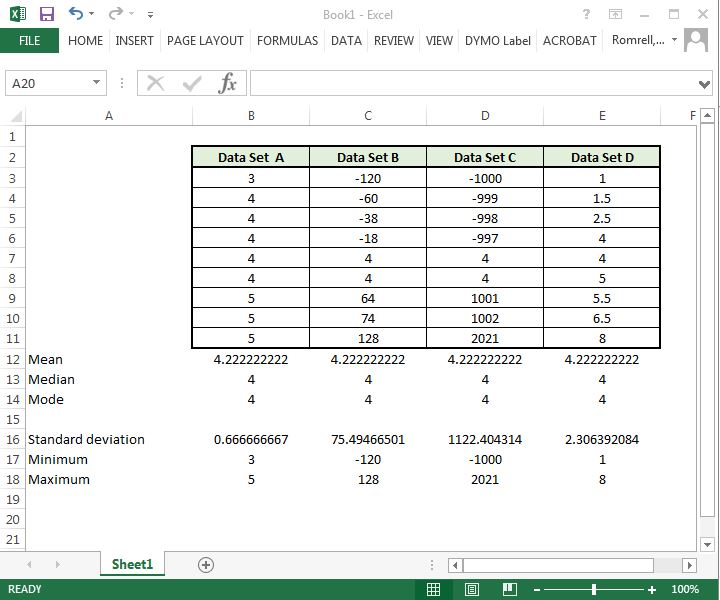 Book1 - Excel
FILE HOME INSERT PAGE LAYOUT FORMULAS DATA REVIEW VIEW DYMO Label ACROBAT Romrell,...
A20 fx
A B C D E F
1
2 Data Set A Data Set B Data Set C Data Set D
3 3 -120 -1000 1
4 4 -60 -999 1.5
5 4 -38 -998 2.5
6 4 -18 -997 4
7 4 4 4 4
8 4 4 4 5
9 5 64 1001 5.5
10 5 74 1002 6.5
11 5 128 2021 8
12 Mean 4.222222222 4.222222222 4.222222222 4.222222222
13 Median 4 4 4 4
14 Mode 4 4 4 4
15
16 Standard deviation 0.666666667 75.49466501 1122.404314 2.306392084
17 Minimum 3 -120 -1000 1
18 Maximum 5 128 2021 8
19
20
21
Sheet1
READY 100%